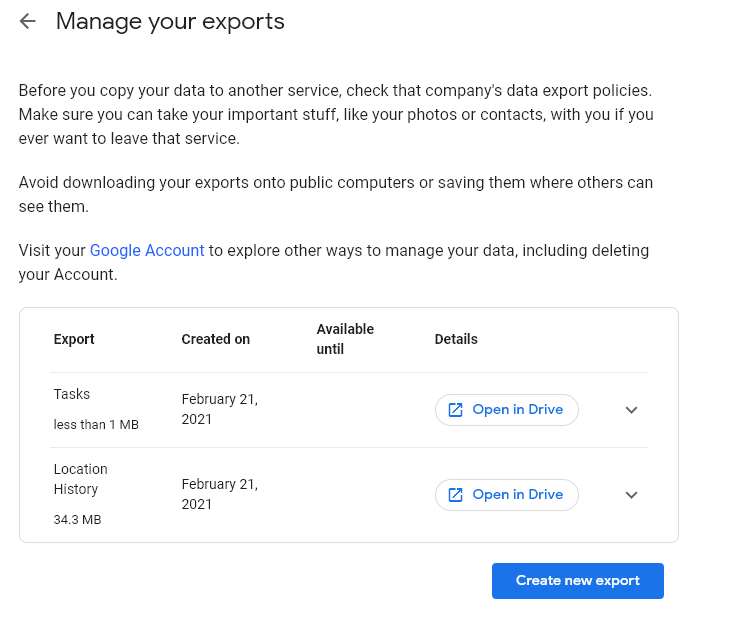 Manage your exports
Before you copy your data to another service, check that company's data export policies.
Make sure you can take your important stuff, like your photos or contacts, with you if you
ever want to leave that service.
Avoid downloading your exports onto public computers or saving them where others can
see them.
Visit your Google Account to explore other ways to manage your data, including deleting
your Account.
Export
Created on
Available
until
Details
Tasks
less than 1 MB
February 21,
2021
Open in Drive
Location
History
34.3 MB
February 21,
2021
Open in Drive
Create new export